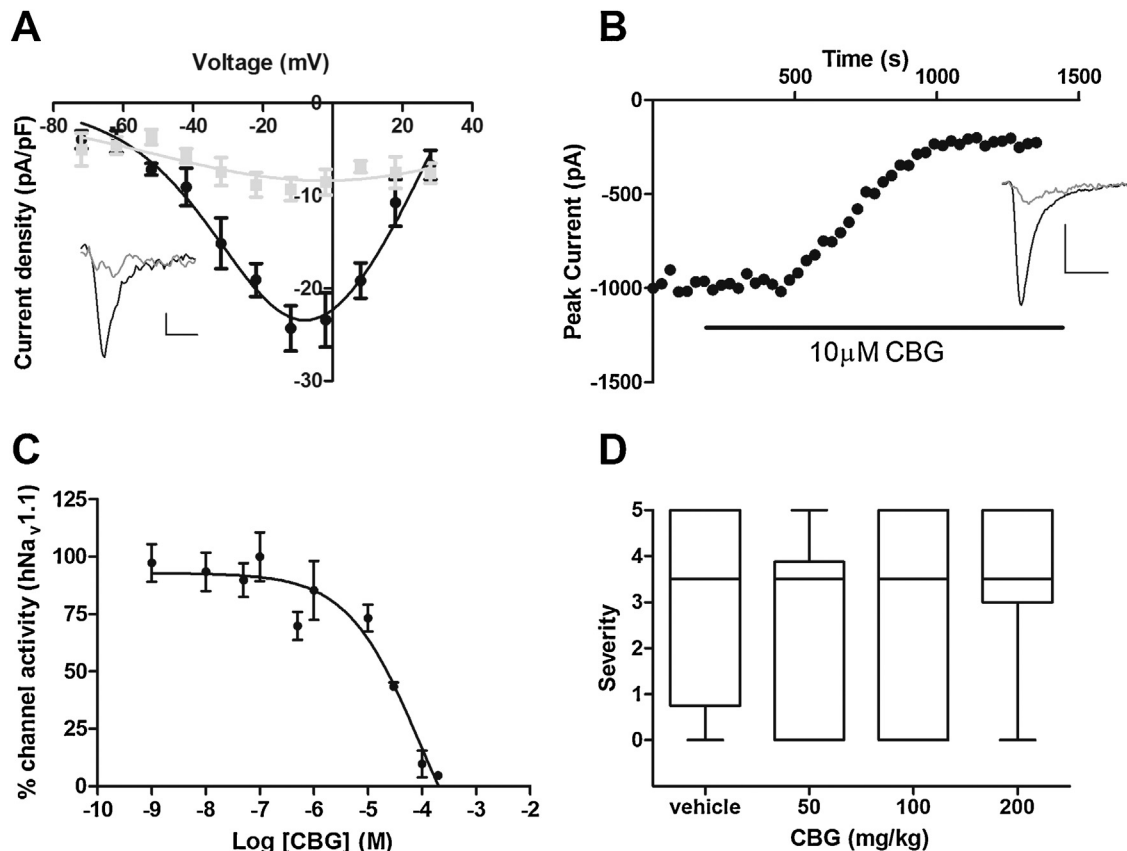 A
Voltage (mV)
-80 -60 -40 -20 0 20 40
-10
-20
-30
Current density (pA/pF)
B
Time (s)
500 1000 1500
0
-500
-1000
-1500
Peak Current (pA)
10μM CBG
C
125
100
75
50
25
0
% channel activity (hNav1.1)
-10 -9 -8 -7 -6 -5 -4 -3 -2
Log [CBG] (M)
D
5
4
3
2
1
0
Severity
vehicle 50 100 200
CBG (mg/kg)